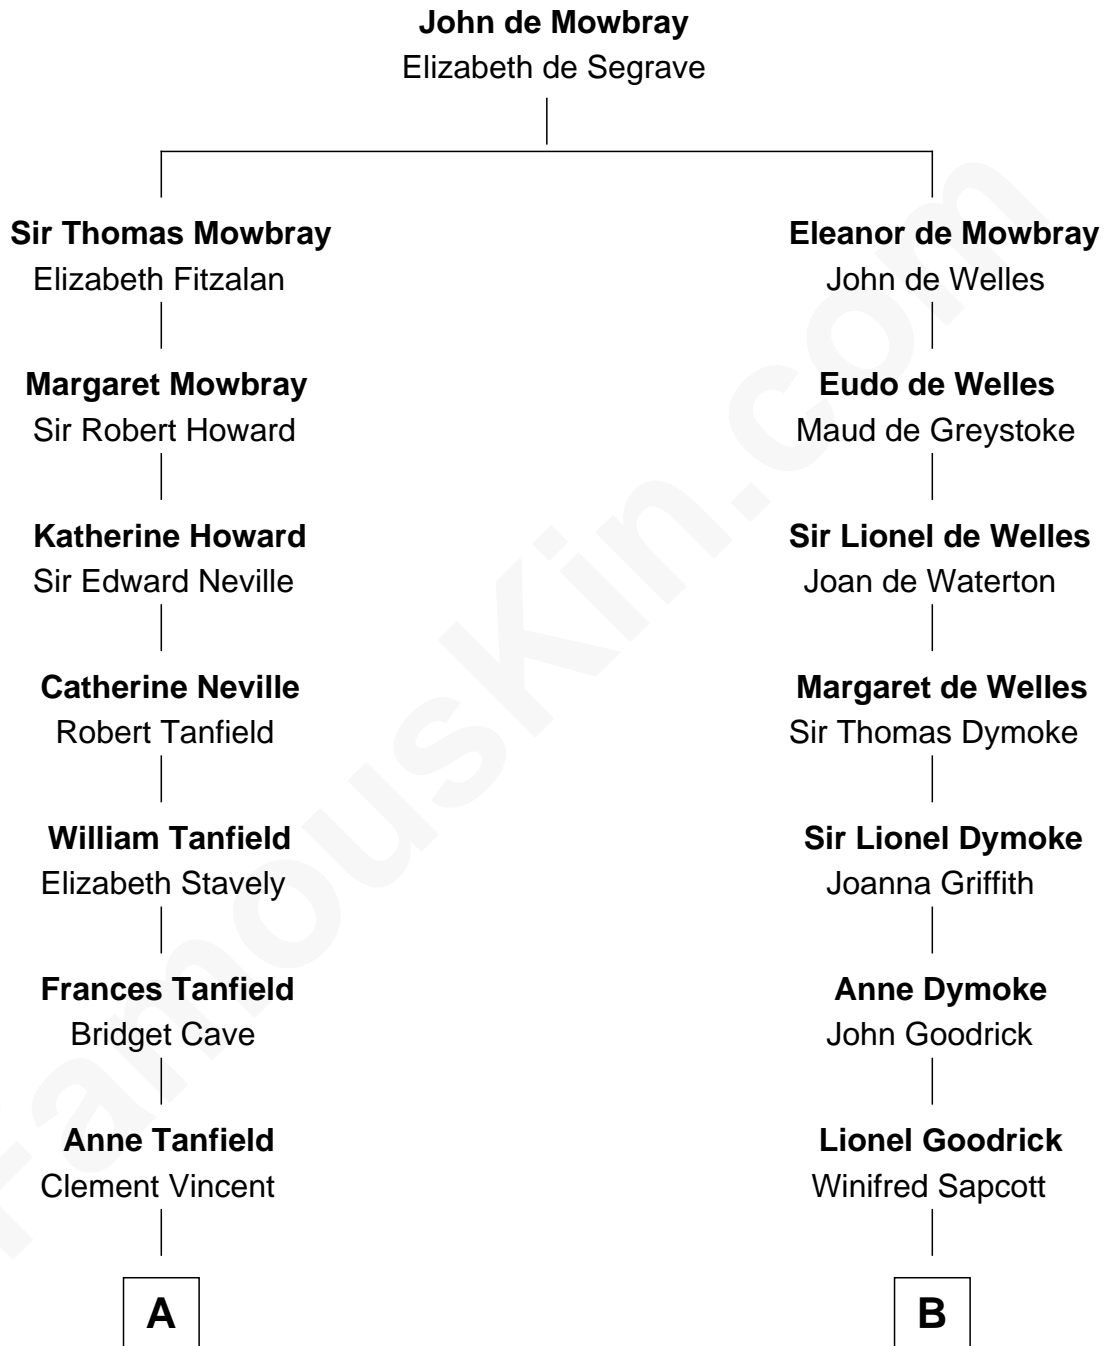 John de Mowbray
Elizabeth de Segrave
Sir Thomas Mowbray
Elizabeth Fitzalan
Eleanor de Mowbray
John de Welles
Margaret Mowbray
Sir Robert Howard
Eudo de Welles
Maud de Greystoke
Katherine Howard
Sir Edward Neville
Sir Lionel de Welles
Joan de Waterton
Catherine Neville
Robert Tanfield
Margaret de Welles
Sir Thomas Dymoke
William Tanfield
Elizabeth Stavely
Sir Lionel Dymoke
Joanna Griffith
Frances Tanfield
Bridget Cave
Anne Dymoke
John Goodrick
Anne Tanfield
Clement Vincent
Lionel Goodrick
Winifred Sapcott
A
B
FamousKin.com